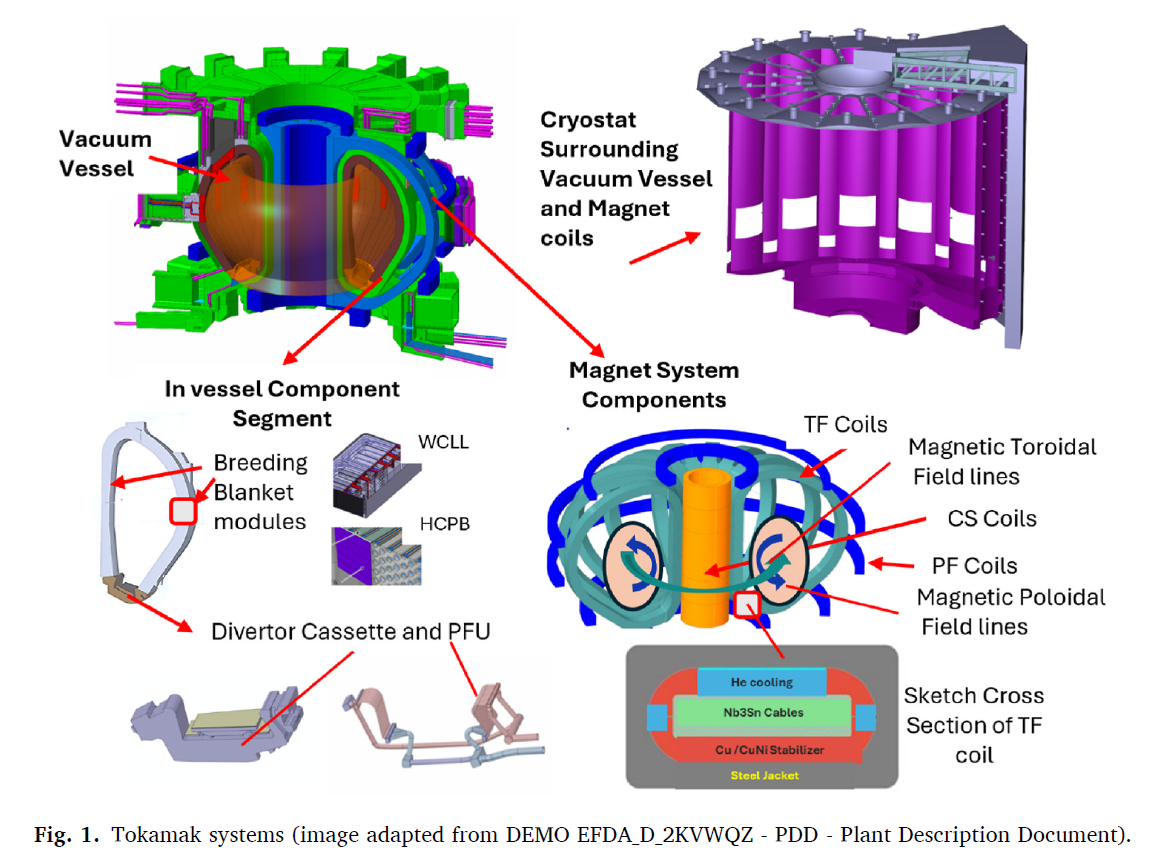 Vacuum
Vessel
Cryostat
Surrounding
Vacuum Vessel
and Magnet
coils
In vessel Component
Segment
Magnet System
Components
Breeding
Blanket
modules
WCLL
HCPB
TF Coils
Magnetic Toroidal
Field lines
CS Coils
PF Coils
Magnetic Poloidal
Field lines
Divertor Cassette and PFU
He cooling
Nb3Sn Cables
Cu /CuNi Stabilizer
Steel Jacket
Sketch Cross
Section of TF
coil
Fig. 1. Tokamak systems (image adapted from DEMO EFDA_D_2KVWQZ - PDD - Plant Description Document).